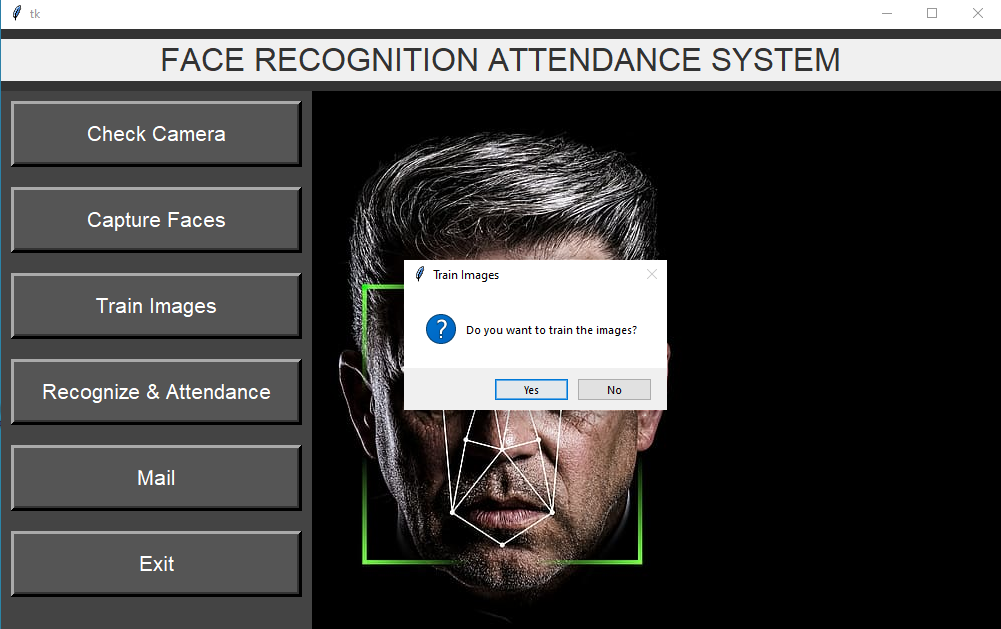 tk
FACE RECOGNITION ATTENDANCE SYSTEM
Check Camera
Capture Faces
Train Images
Recognize & Attendance
Mail
Exit
Train Images
?
Do you want to train the images?
Yes
No